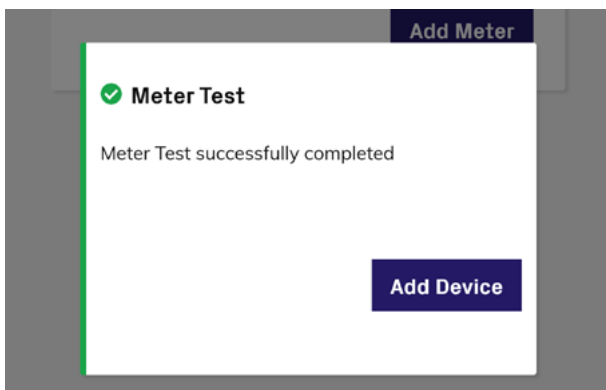 Add Meter
Meter Test
Meter Test successfully completed
Add Device